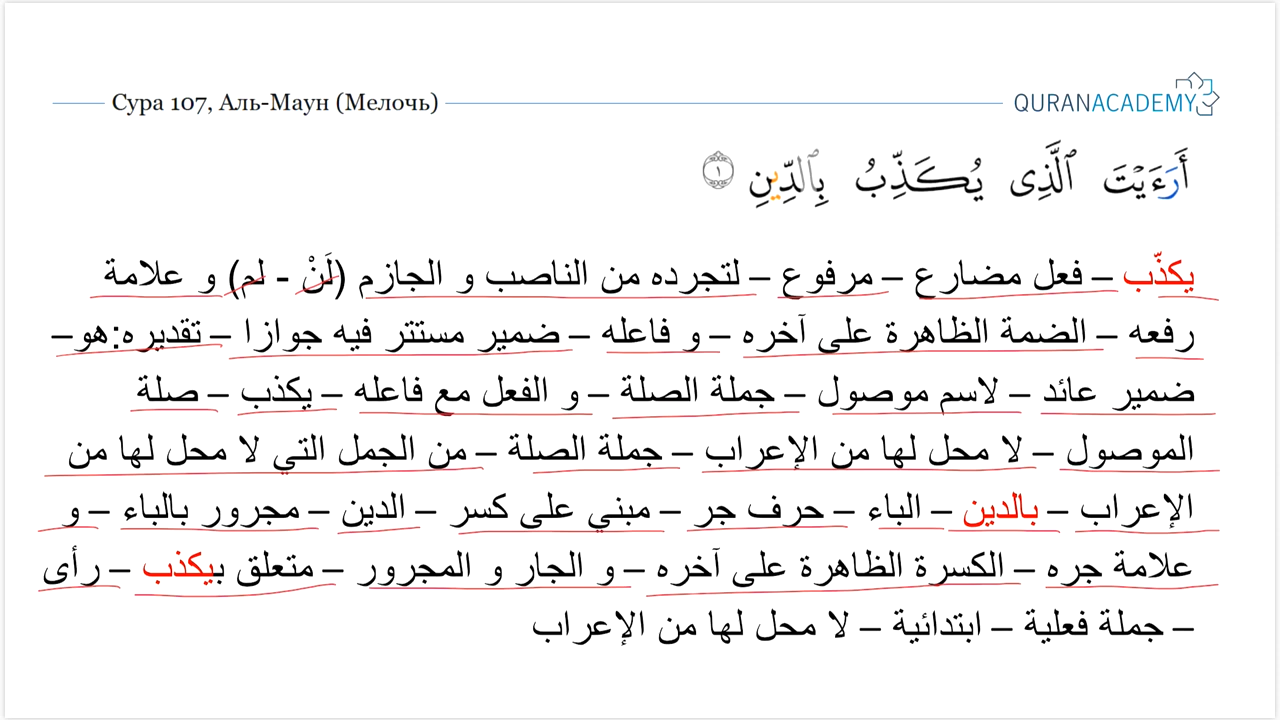 Сура 107, Аль-Маун (Мелочь)
QURANACADEMY
أَرَءَيْتَ ٱلَّذِى يُكَذِّبُ بِٱلدِّينِ ١
يكذّب – فعل مضارع – مرفوع – لتجرده من الناصب و الجازم (لَنْ - لم) و علامة
رفعه – الضمة الظاهرة على آخره – و فاعله – ضمير مستتر فيه جوازا – تقديره:هو–
ضمير عائد – لاسم موصول – جملة الصلة – و الفعل مع فاعله – يكذب – صلة
الموصول – لا محل لها من الإعراب – جملة الصلة – من الجمل التي لا محل لها من
الإعراب – بالدين – الباء – حرف جر – مبني على كسر – الدين – مجرور بالباء – و
علامة جره – الكسرة الظاهرة على آخره – و الجار و المجرور – متعلق بيكذب – رأى
– جملة فعلية – ابتدائية – لا محل لها من الإعراب